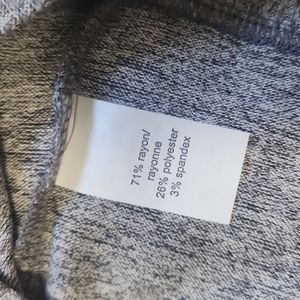 71% rayon/
rayonne
26% polyester
3% spandex